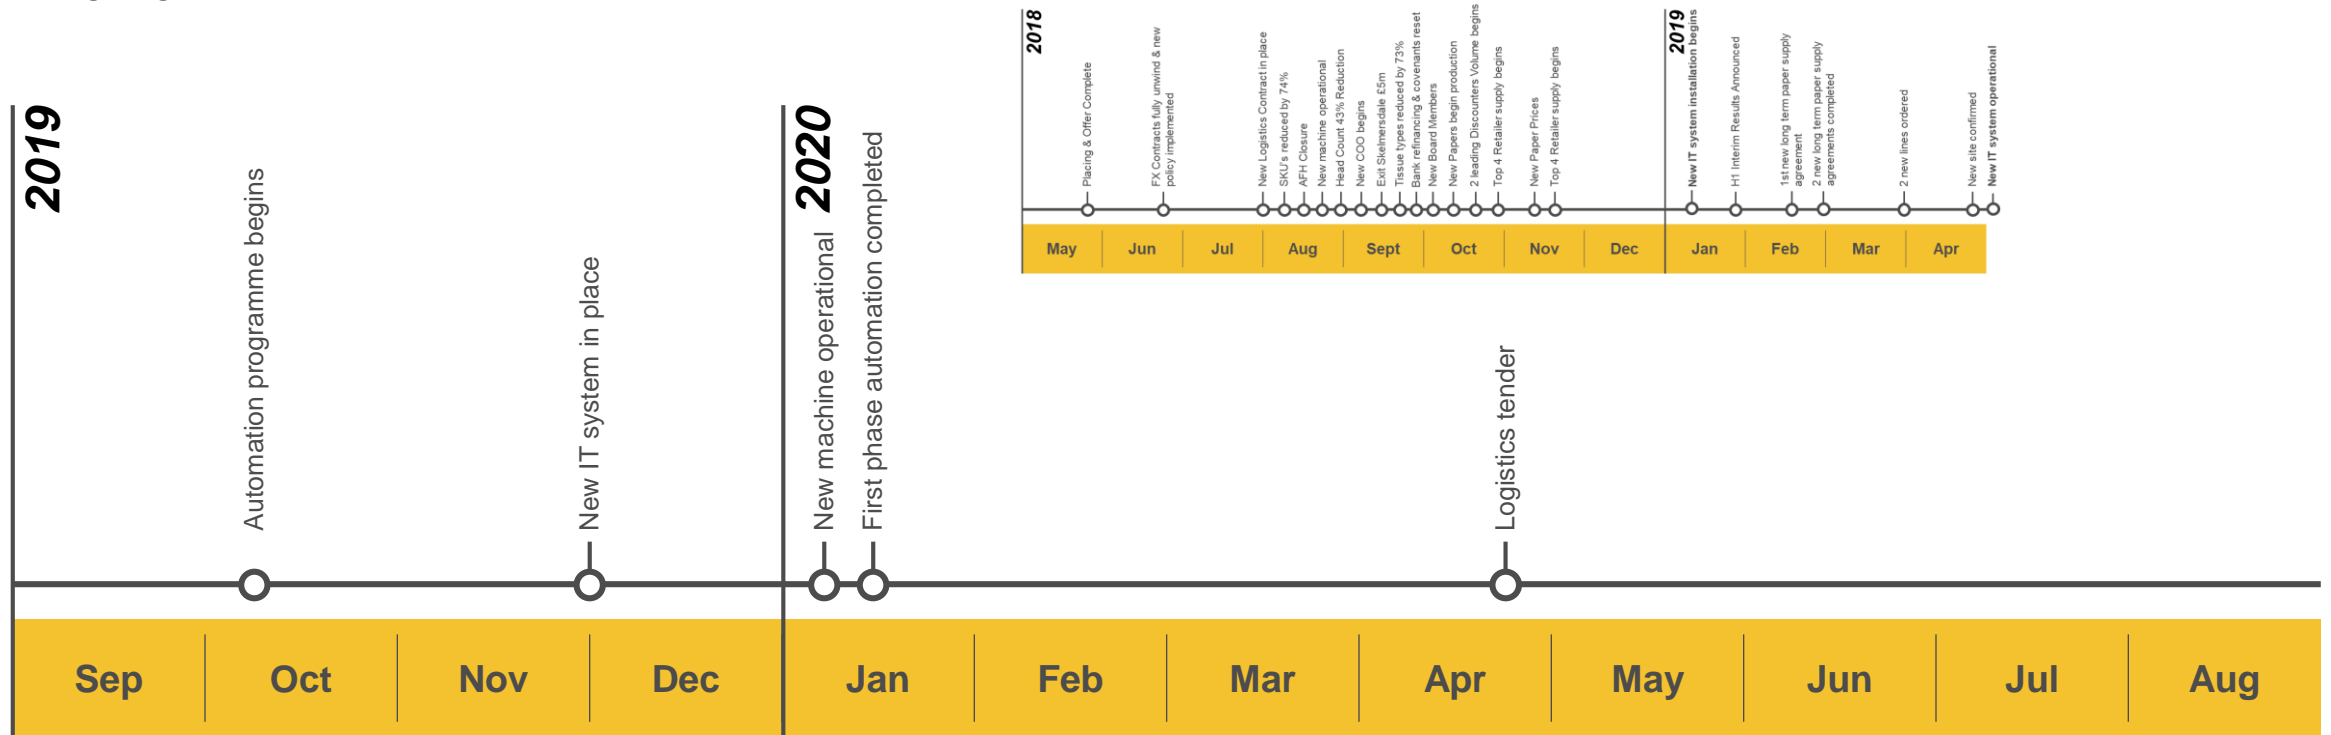 2018
Placing & Offer Complete
FX Contracts fully unwind & new
policy implemented
New Logistics Contract in place
SKU's reduced by 74%
AFH Closure
New machine operational
Head Count 43% Reduction
New COO begins
Exit Skelmersdale £5m
Tissue types reduced by 73%
Bank refinancing & covenants reset
New Board Members
New Papers begin production
2 leading Discounters Volume begins
Top 4 Retailer supply begins
New Paper Prices
Top 4 Retailer supply begins
2019
New IT system installation begins
H1 Interim Results Announced
1st new long term paper supply
agreement
2 new long term paper supply
agreements completed
2 new lines ordered
New site confirmed
New IT system operational
May Jun Jul Aug Sept Oct Nov Dec Jan Feb Mar Apr
2019
Automation programme begins
New IT system in place
2020
New machine operational
First phase automation completed
Logistics tender
Sep Oct Nov Dec Jan Feb Mar Apr May Jun Jul Aug